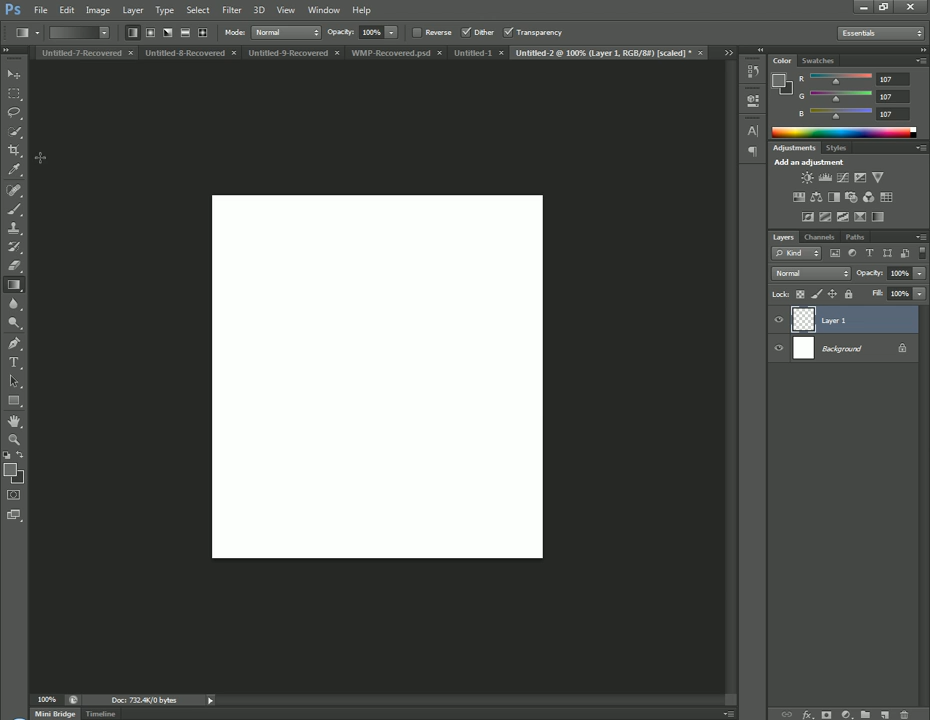 Ps File Edit Image Layer Type Select Filter 3D View Window Help
Mode: Normal Opacity: 100% Reverse Dither Transparency Essentials
Untitled-7-Recovered × Untitled-8-Recovered × Untitled-9-Recovered × WMP-Recovered.psd × Untitled-1 × Untitled-2 @ 100% (Layer 1, RGB/8#) [scaled] * ×
Color Swatches
R 107
G 107
B 107
Adjustments Styles
Add an adjustment
Layers Channels Paths
Kind
Normal Opacity: 100%
Lock: Fill: 100%
Layer 1
Background
100% Doc: 732.4K/0 bytes
Mini Bridge Timeline